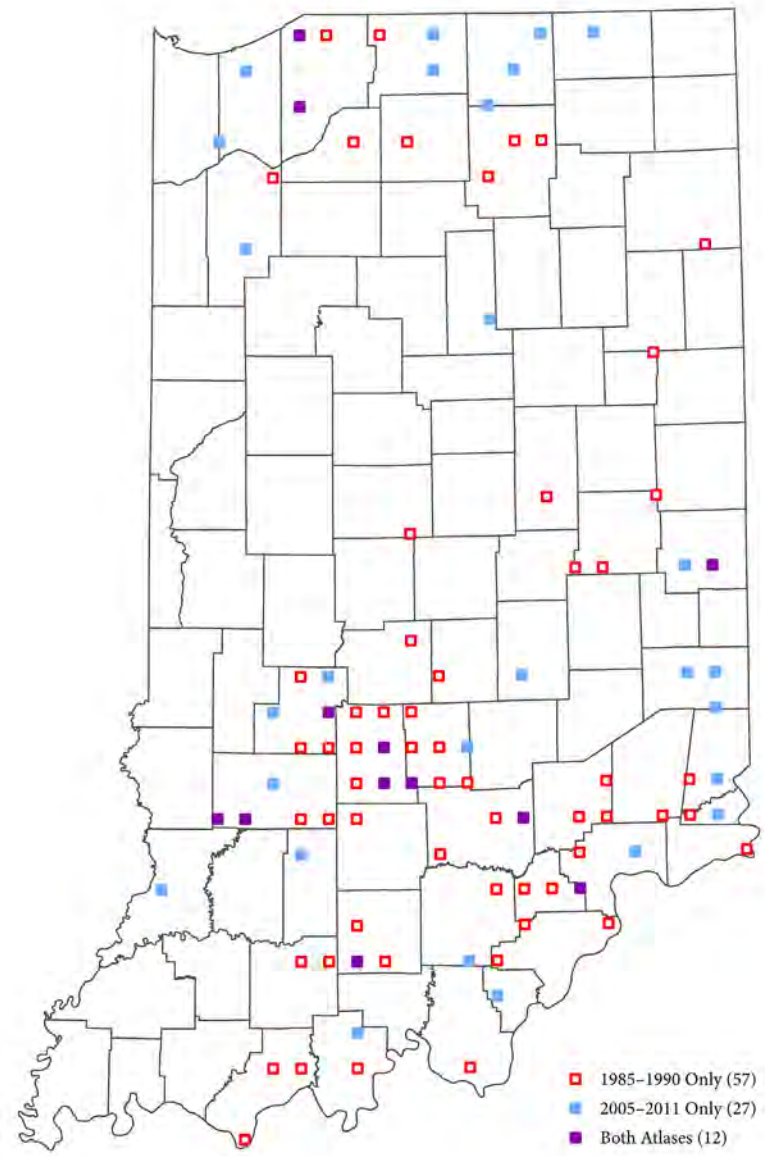 1985–1990 Only (57)
2005–2011 Only (27)
Both Atlases (12)